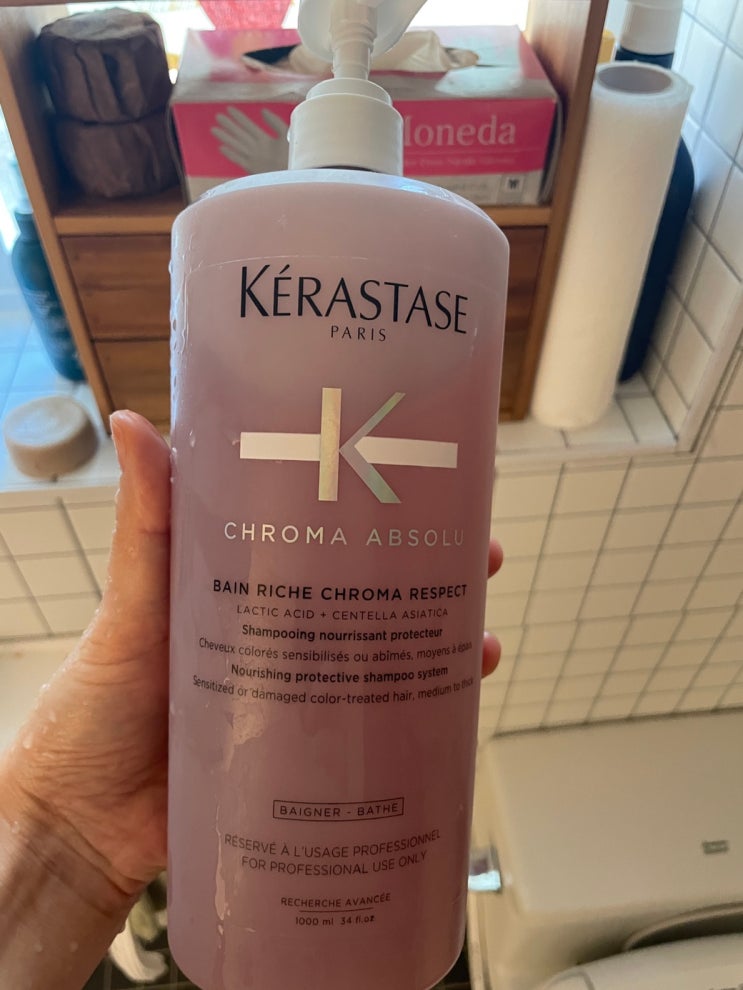 KÉRASTASE
PARIS
CHROMA ABSOLU
BAIN RICHE CHROMA RESPECT
LACTIC ACID + CENTELLA ASIATICA
Shampooing nourrissant protecteur
Cheveux colorés sensibilisés ou abîmés, moyens à épais
Nourishing protective shampoo system
Sensitized or damaged color-treated hair, medium to thick
BAIGNER - BATHE
RÉSERVÉ À L'USAGE PROFESSIONNEL
FOR PROFESSIONAL USE ONLY
RECHERCHE AVANCÉE
1000 ml 34 fl.oz